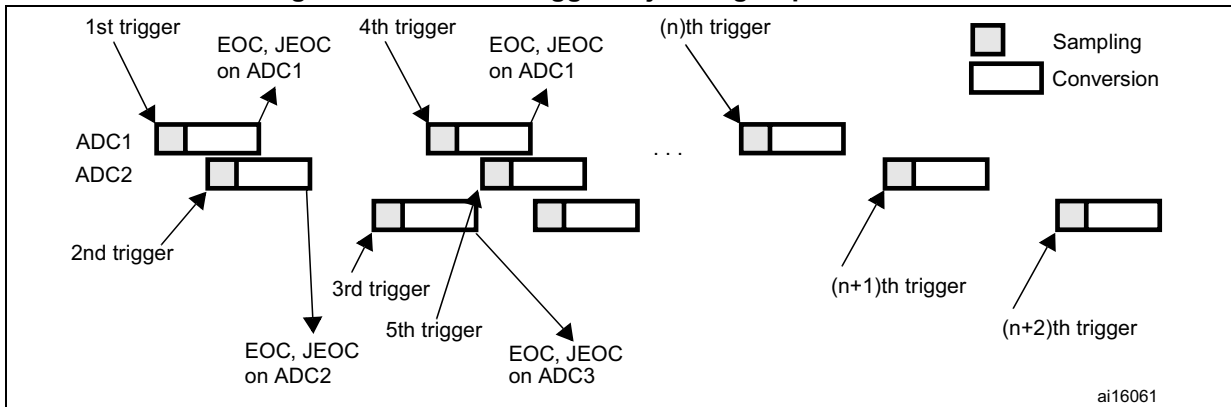 1st trigger
EOC, JEOC
on ADC1
4th trigger
EOC, JEOC
on ADC1
(n)th trigger
Sampling
Conversion
ADC1
ADC2
. . .
2nd trigger
3rd trigger
5th trigger
(n+1)th trigger
(n+2)th trigger
EOC, JEOC
on ADC2
EOC, JEOC
on ADC3
ai16061